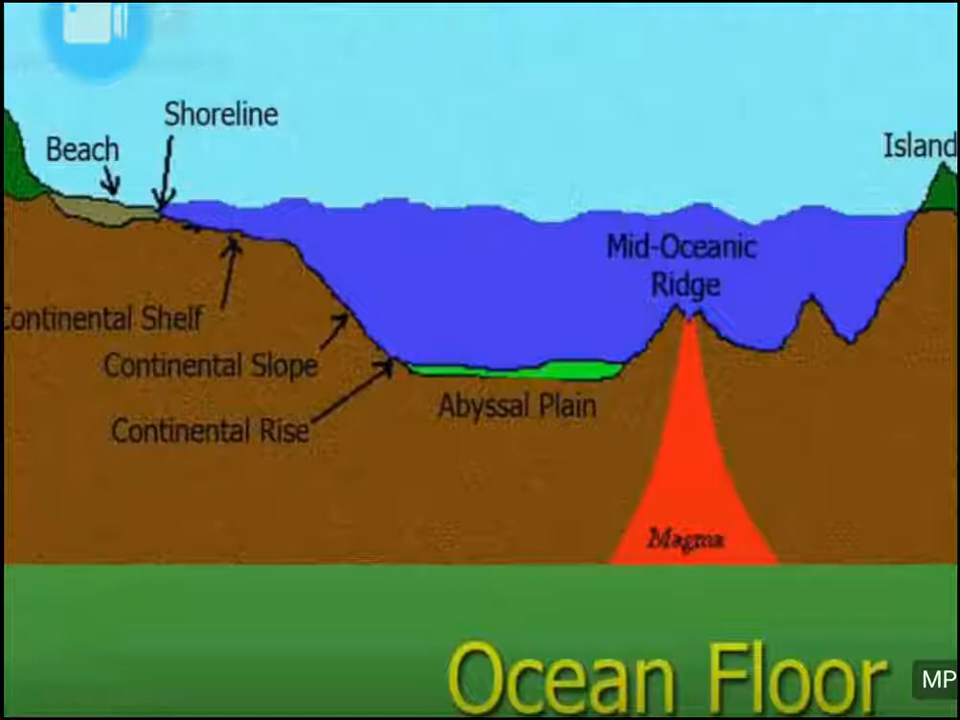 Shoreline
Beach
Island
Mid-Oceanic
Ridge
Continental Shelf
Continental Slope
Abyssal Plain
Continental Rise
Magma
Ocean Floor
MP